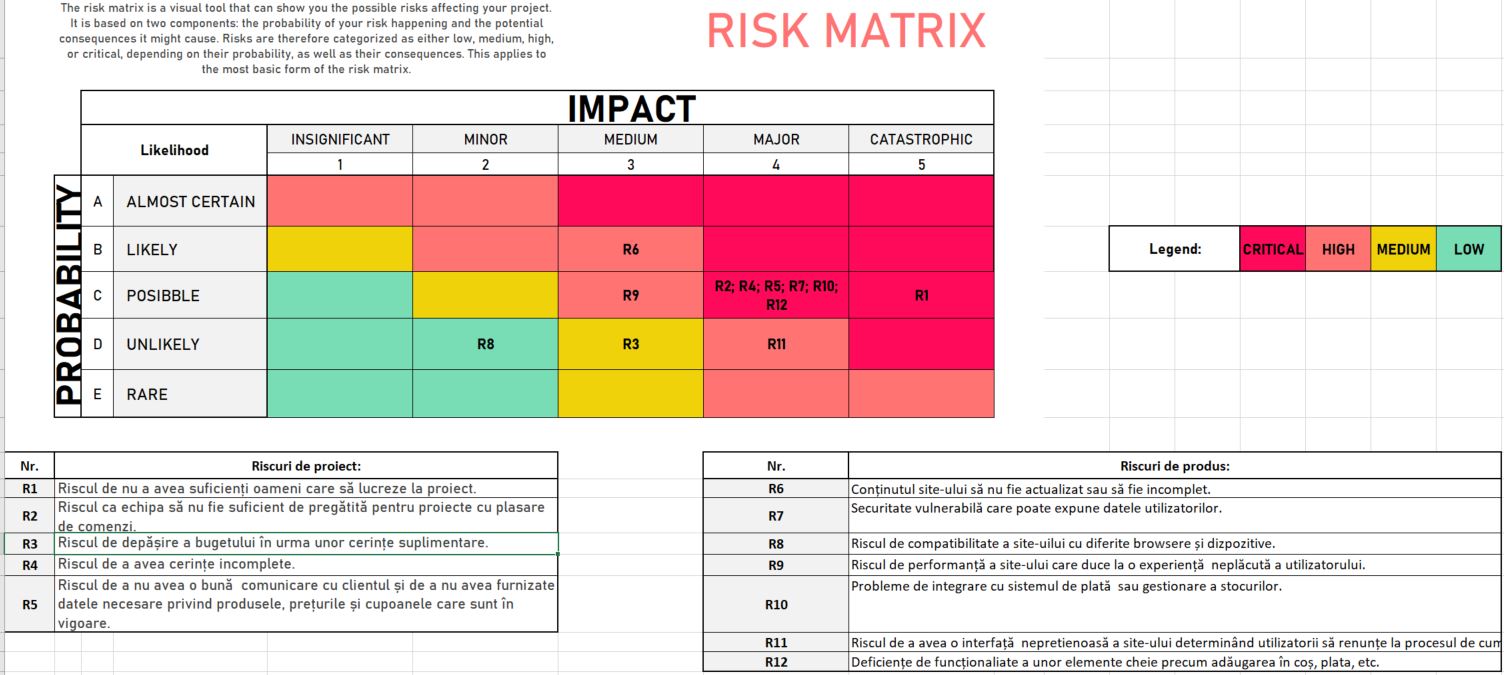 The risk matrix is a visual tool that can show you the possible risks affecting your project.
It is based on two components: the probability of your risk happening and the potential
consequences it might cause. Risks are therefore categorized as either low, medium, high,
or critical, depending on their probability, as well as their consequences. This applies to
the most basic form of the risk matrix.
RISK MATRIX
IMPACT
Likelihood
INSIGNIFICANT MINOR MEDIUM MAJOR CATASTROPHIC
1 2 3 4 5
PROBABILITY
A ALMOST CERTAIN
B LIKELY R6
C POSIBBLE R9 R2; R4; R5; R7; R10; R1
R12
D UNLIKELY R8 R3 R11
E RARE
Legend: CRITICAL HIGH MEDIUM LOW
Nr. Riscuri de proiect:
R1 Riscul de nu a avea suficienți oameni care să lucreze la proiect.
R2 Riscul ca echipa să nu fie suficient de pregătită pentru proiecte cu plasare
de comenzi.
R3 Riscul de depășire a bugetului în urma unor cerințe suplimentare.
R4 Riscul de a avea cerințe incomplete.
R5 Riscul de a nu avea o bună comunicare cu clientul și de a nu avea furnizate
datele necesare privind produsele, prețurile și cupoanele care sunt în
vigoare.
Nr. Riscuri de produs:
R6 Conținutul site-ului să nu fie actualizat sau să fie incomplet.
R7 Securitate vulnerabilă care poate expune datele utilizatorilor.
R8 Riscul de compatibilitate a site-uilui cu diferite browsere și dizpozitive.
R9 Riscul de performanță a site-ului care duce la o experiență neplăcută a utilizatorului.
R10 Probleme de integrare cu sistemul de plată sau gestionare a stocurilor.
R11 Riscul de a avea o interfață nepretienoasă a site-ului determinând utilizatorii să renunțe la procesul de cum
R12 Deficiențe de funcționaliate a unor elemente cheie precum adăugarea în coș, plata, etc.